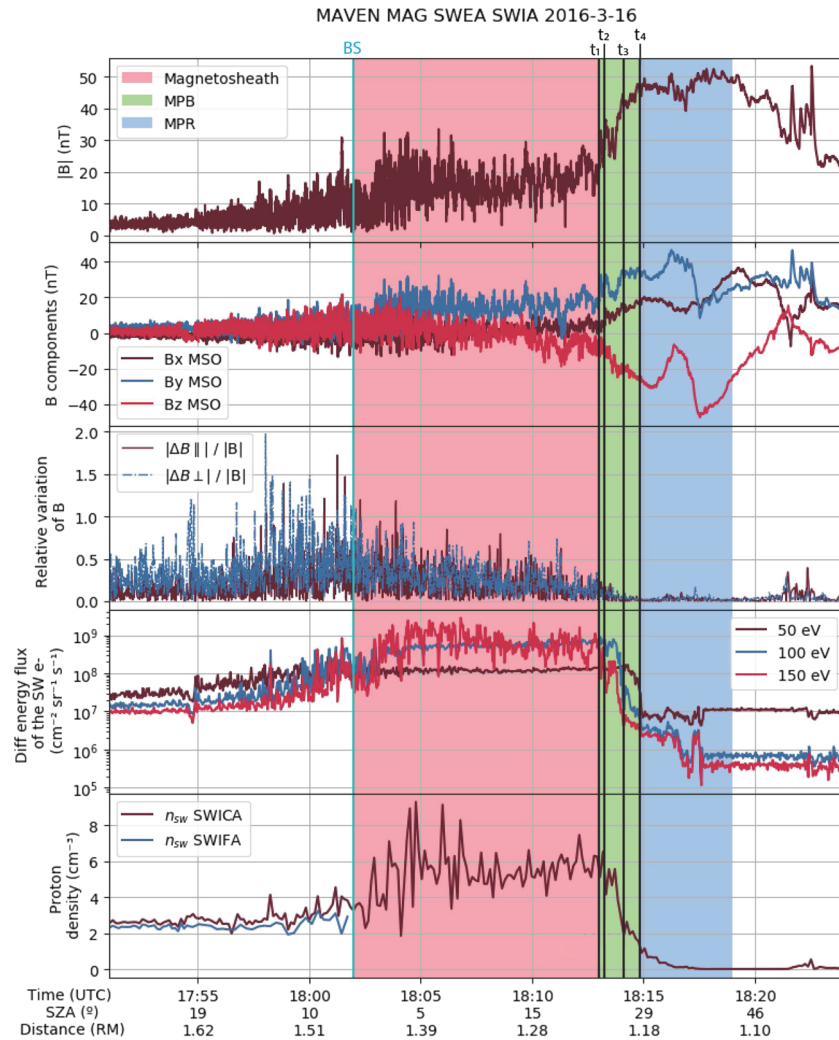 MAVEN MAG SWEA SWIA 2016-3-16
BS
t₁ t₂ t₃ t₄
|B| (nT)
50
40
30
20
10
0
Magnetosheath
MPB
MPR
B components (nT)
40
20
0
−20
−40
Bx MSO
By MSO
Bz MSO
Relative variation
of B
2.0
1.5
1.0
0.5
0.0
|ΔB ∥ | / |B|
|ΔB ⊥ | / |B|
Diff energy flux
of the SW e-
(cm⁻² sr⁻¹ s⁻¹)
10⁹
10⁸
10⁷
10⁶
10⁵
50 eV
100 eV
150 eV
Proton
density (cm⁻³)
8
6
4
2
0
nsw SWICA
nsw SWIFA
Time (UTC) 17:55 18:00 18:05 18:10 18:15 18:20
SZA (º) 19 10 5 15 29 46
Distance (RM) 1.62 1.51 1.39 1.28 1.18 1.10